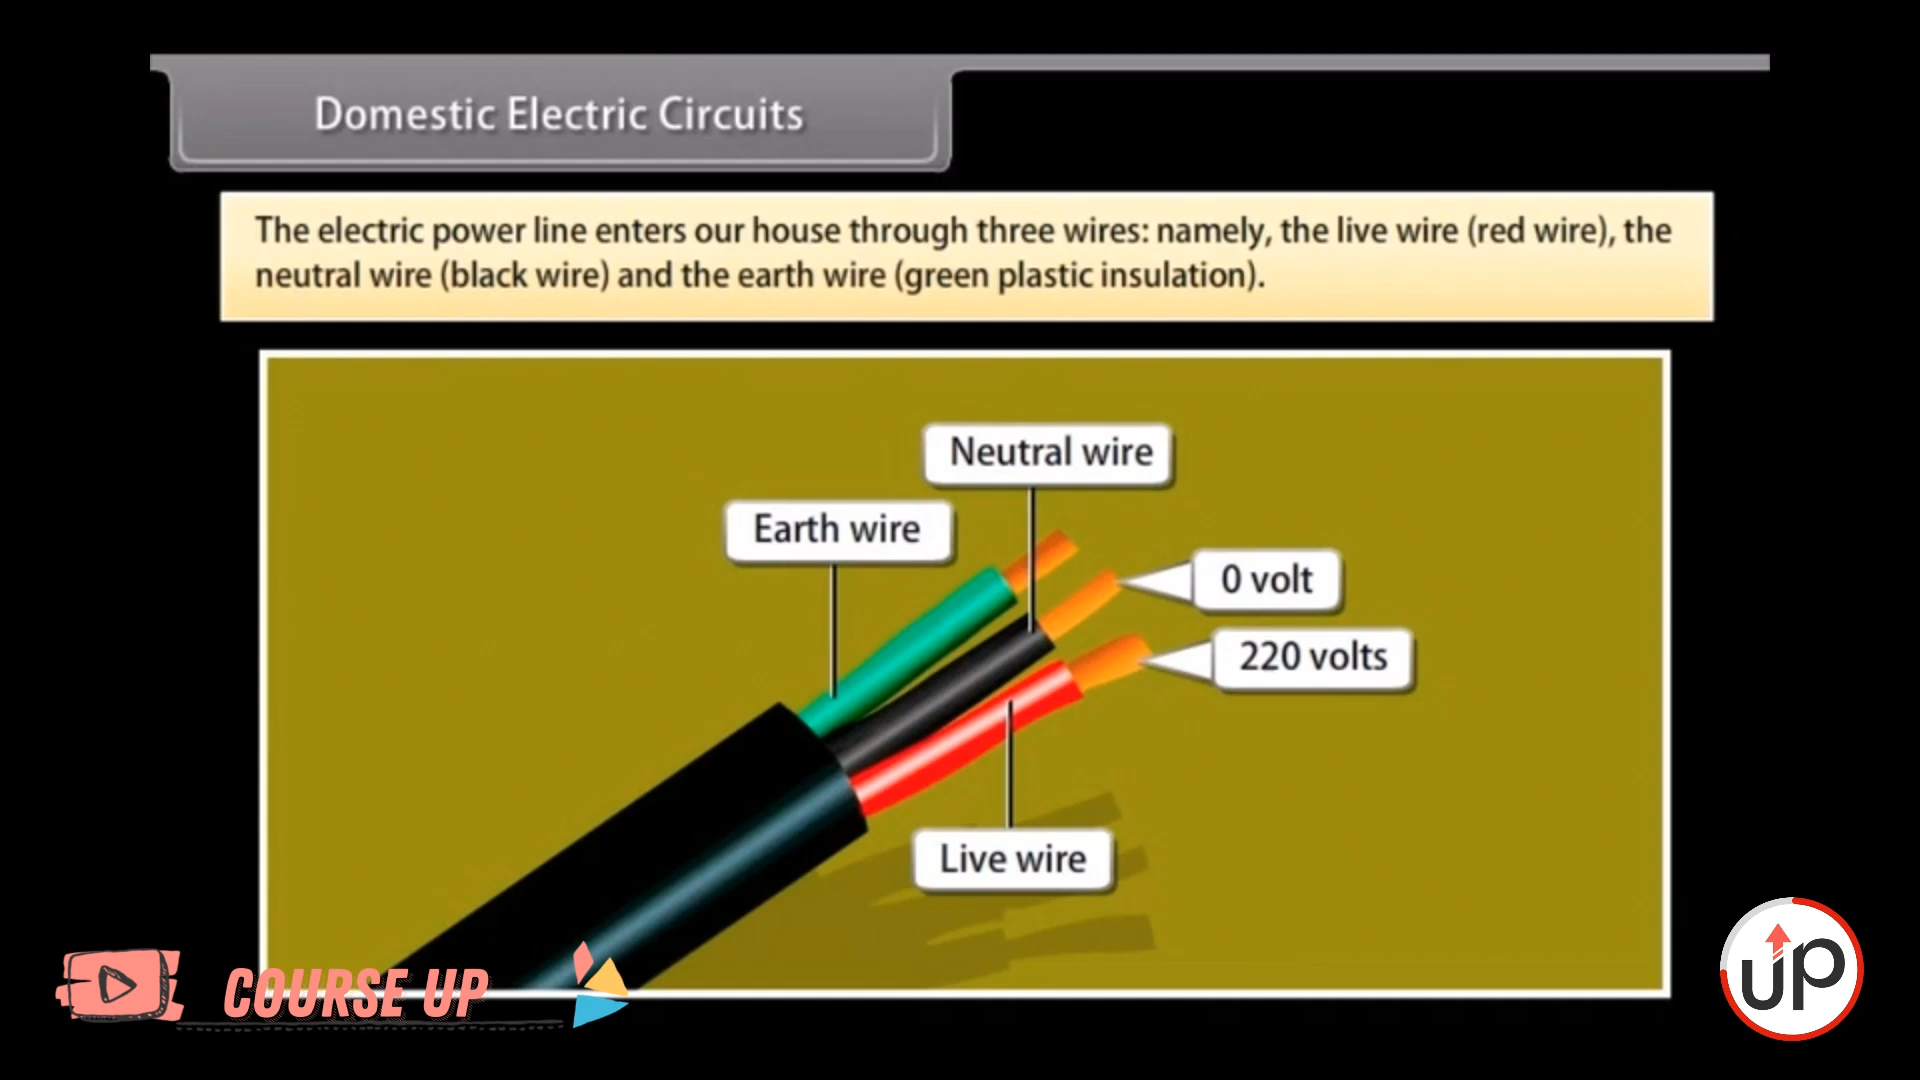 Domestic Electric Circuits
The electric power line enters our house through three wires: namely, the live wire (red wire), the
neutral wire (black wire) and the earth wire (green plastic insulation).
Neutral wire
Earth wire
0 volt
220 volts
Live wire
COURSE UP
UP